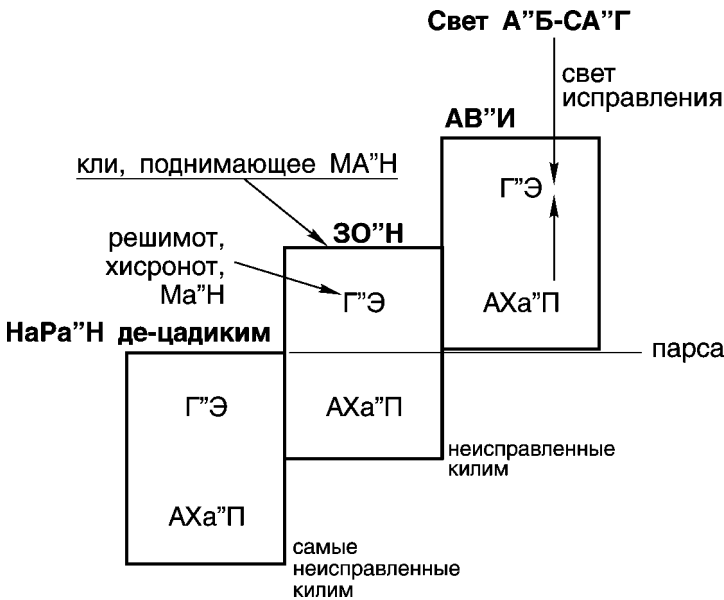 Свет А”Б-СА”Г
свет
исправления
АВ”И
кли, поднимающее МА”Н
Г”Э
ЗО”Н
решимот,
хисронот,
Ма”Н
Г”Э
АХа”П
НаРа”Н де-цадиким
парса
Г”Э
АХа”П
неисправленные
килим
АХа”П
самые
неисправленные
килим